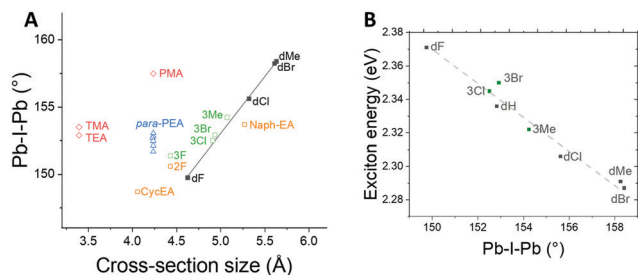 A
B
Pb-I-Pb (°)
160
155
150
3.5
4.0
4.5
5.0
5.5
6.0
Cross-section size (Å)
PMA
dMe
dBr
dCl
TMA
TEA
para-PEA
3Me
3Br
3Cl
Naph-EA
3F
2F
dF
CycEA
Exciton energy (eV)
2.38
2.36
2.34
2.32
2.30
2.28
150
152
154
156
158
Pb-I-Pb (°)
dF
3Br
3Cl
dH
3Me
dCl
dMe
dBr